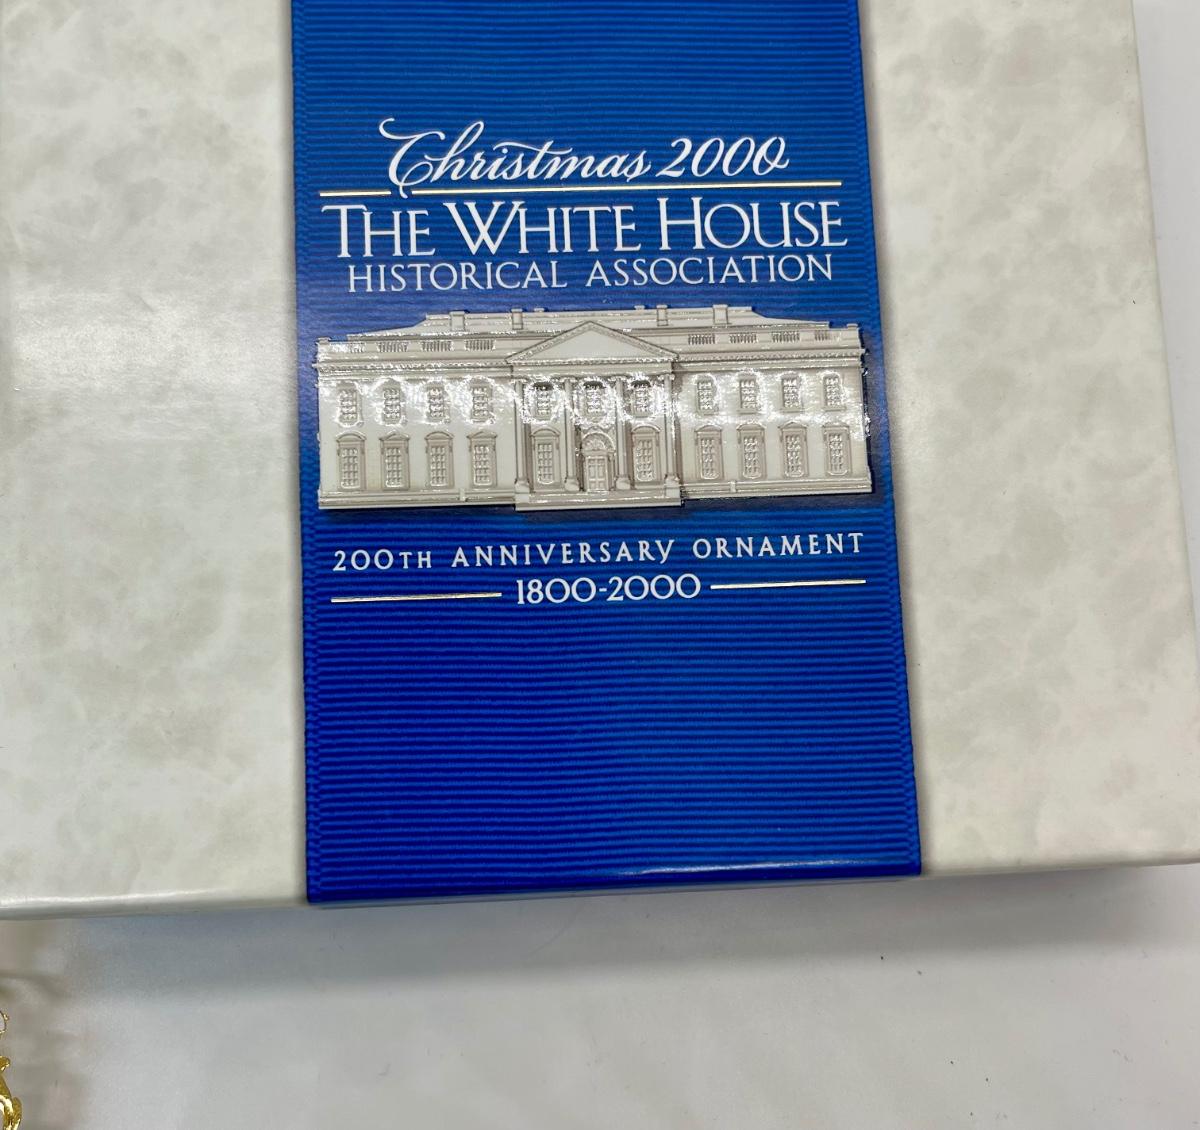 Christmas 2000
THE WHITE HOUSE
HISTORICAL ASSOCIATION
200TH ANNIVERSARY ORNAMENT
1800-2000